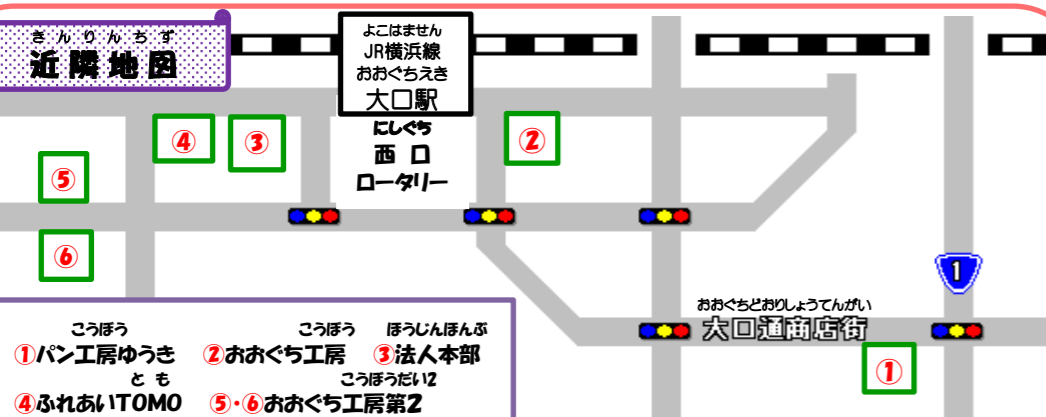 きんりんちず
近隣地図
よこはません
JR横浜線
おおぐちえき
大口駅
にしぐち
西口
ロータリー
④
③
②
⑤
⑥
1
おおぐちどおりしょうてんがい
大口通商店街
①
こうぼう こうぼう ほうじんほんぶ
①パン工房ゆうき ②おおぐち工房 ③法人本部
とも こうぼうだい2
④ふれあいTOMO ⑤・⑥おおぐち工房第2